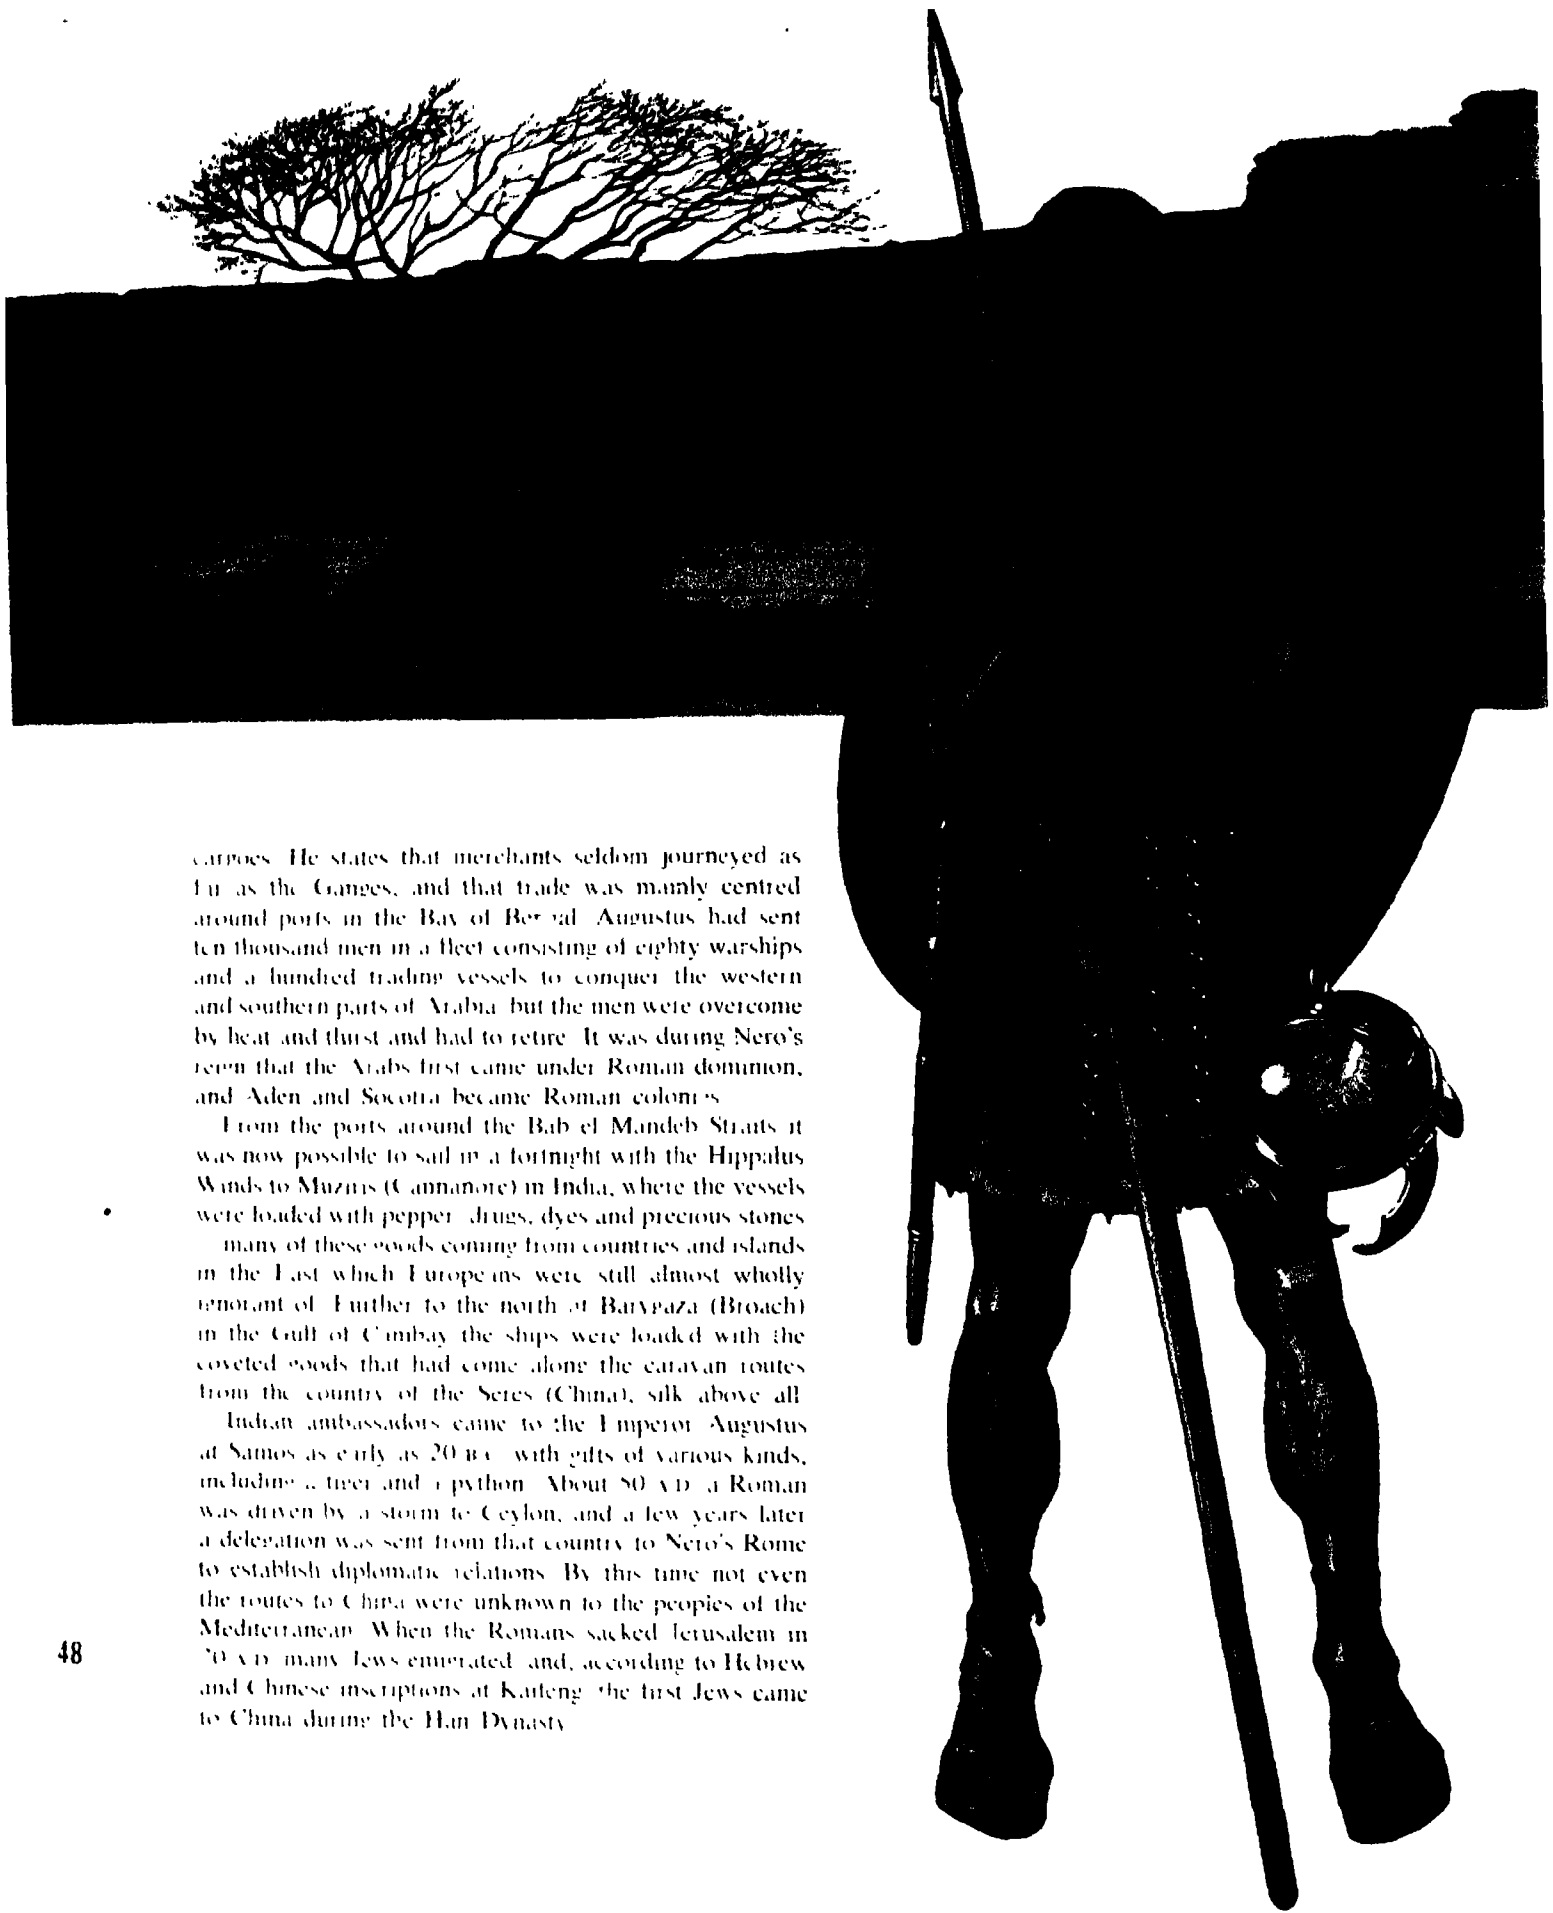 cargoes. He states that merchants seldom journeyed as
far as the Ganges, and that trade was mainly centred
around ports in the Bay of Bengal. Augustus had sent
ten thousand men in a fleet consisting of eighty warships
and a hundred trading vessels to conquer the western
and southern parts of Arabia but the men were overcome
by heat and thirst and had to retire. It was during Nero's
reign that the Arabs first came under Roman dominion,
and Aden and Socotra became Roman colonies
From the ports around the Bab el Mandeb Straits it
was now possible to sail in a fortnight with the Hippalus
Winds to Muziris (Cannanore) in India, where the vessels
were loaded with pepper, drugs, dyes and precious stones
many of these goods coming from countries and islands
in the East which Europeans were still almost wholly
ignorant of. Further to the north at Barygaza (Broach)
in the Gulf of Cambay the ships were loaded with the
coveted goods that had come along the caravan routes
from the country of the Seres (China), silk above all
Indian ambassadors came to the Emperor Augustus
at Samos as early as 20 B.C. with gifts of various kinds,
including a tiger and a python. About 50 A.D. a Roman
was driven by a storm to Ceylon, and a few years later
a delegation was sent from that country to Nero's Rome
to establish diplomatic relations. By this time not even
the routes to China were unknown to the peoples of the
Mediterranean. When the Romans sacked Jerusalem in
70 A.D. many Jews emigrated and, according to Hebrew
and Chinese inscriptions at Kaifeng, the first Jews came
to China during the Han Dynasty
48